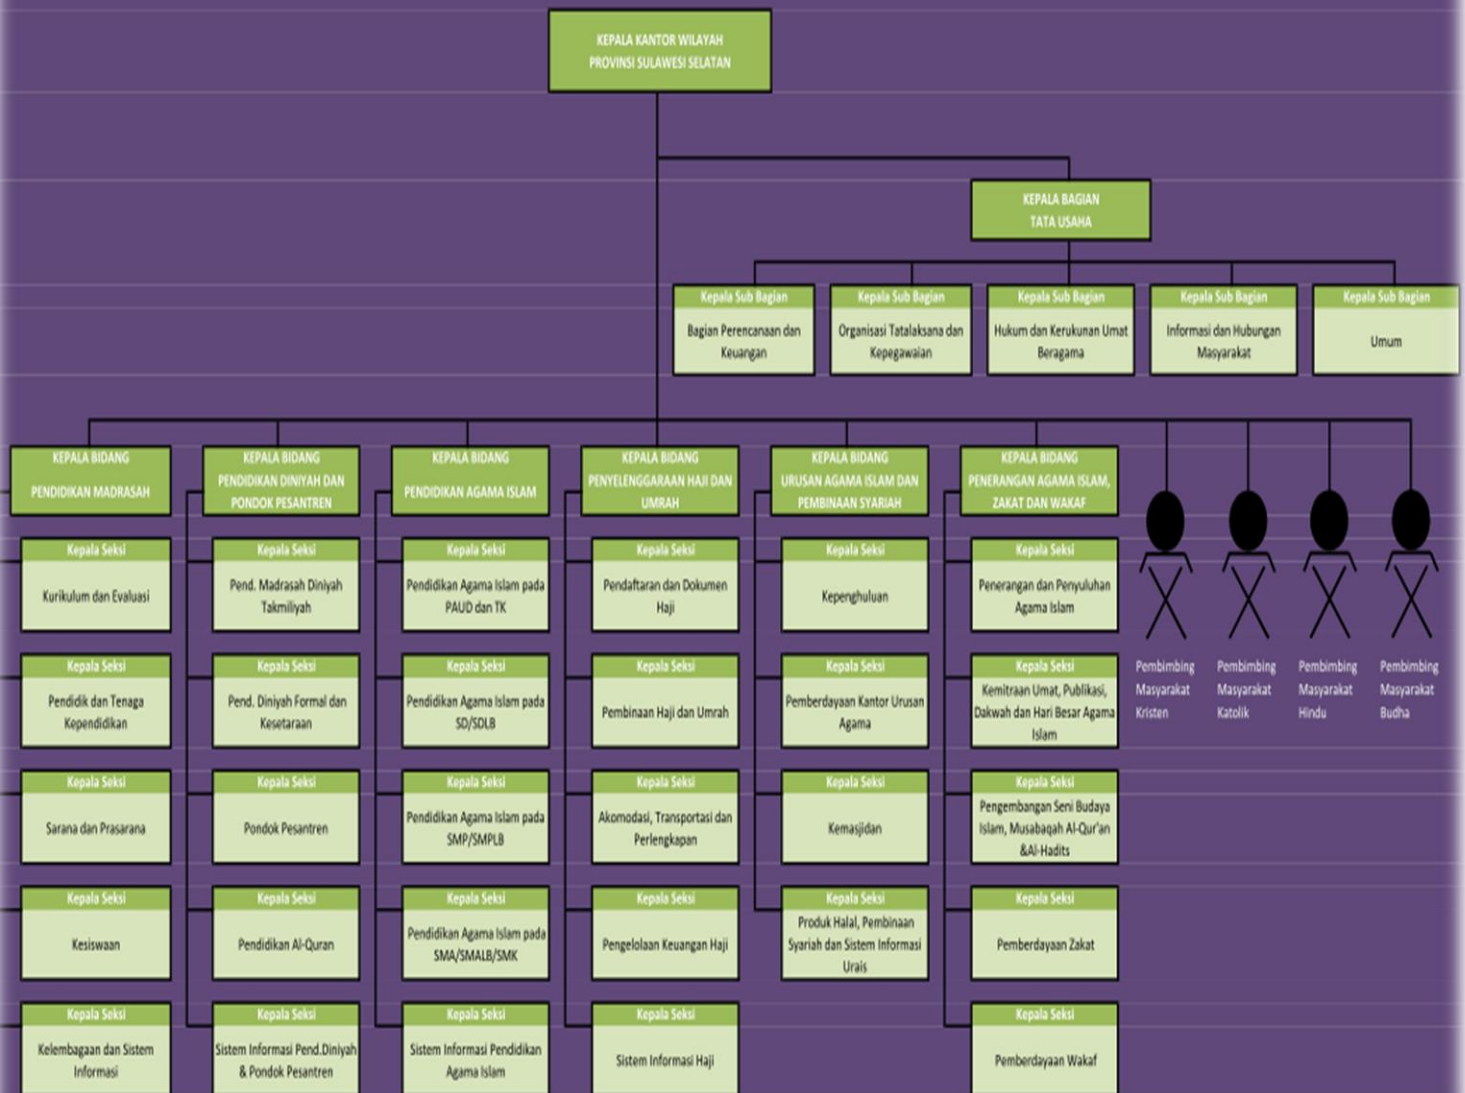 KEPALA KANTOR WILAYAH
PROVINSI SULAWESI SELATAN
KEPALA BAGIAN
TATA USAHA
Kepala Sub Bagian
Bagian Perencanaan dan
Keuangan
Kepala Sub Bagian
Organisasi Tatalaksana dan
Kepegawaian
Kepala Sub Bagian
Hukum dan Kerukunan Umat
Beragama
Kepala Sub Bagian
Informasi dan Hubungan
Masyarakat
Kepala Sub Bagian
Umum
KEPALA BIDANG
PENDIDIKAN MADRASAH
Kepala Seksi
Kurikulum dan Evaluasi
Kepala Seksi
Pendidik dan Tenaga
Kependidikan
Kepala Seksi
Sarana dan Prasarana
Kepala Seksi
Kesiswaan
Kepala Seksi
Kelembagaan dan Sistem
Informasi
KEPALA BIDANG
PENDIDIKAN DINIYAH DAN
PONDOK PESANTREN
Kepala Seksi
Pend. Madrasah Diniyah
Takmiliyah
Kepala Seksi
Pend. Diniyah Formal dan
Kesetaraan
Kepala Seksi
Pondok Pesantren
Kepala Seksi
Pendidikan Al-Quran
Kepala Seksi
Sistem Informasi Pend.Diniyah
& Pondok Pesantren
KEPALA BIDANG
PENDIDIKAN AGAMA ISLAM
Kepala Seksi
Pendidikan Agama Islam pada
PAUD dan TK
Kepala Seksi
Pendidikan Agama Islam pada
SD/SDLB
Kepala Seksi
Pendidikan Agama Islam pada
SMP/SMPLB
Kepala Seksi
Pendidikan Agama Islam pada
SMA/SMALB/SMK
Kepala Seksi
Sistem Informasi Pendidikan
Agama Islam
KEPALA BIDANG
PENYELENGGARAAN HAJI DAN
UMRAH
Kepala Seksi
Pendaftaran dan Dokumen
Haji
Kepala Seksi
Pembinaan Haji dan Umrah
Kepala Seksi
Akomodasi, Transportasi dan
Perlengkapan
Kepala Seksi
Pengelolaan Keuangan Haji
Kepala Seksi
Sistem Informasi Haji
KEPALA BIDANG
URUSAN AGAMA ISLAM DAN
PEMBINAAN SYARIAH
Kepala Seksi
Kepenghuluan
Kepala Seksi
Pemberdayaan Kantor Urusan
Agama
Kepala Seksi
Kemasjidan
Kepala Seksi
Produk Halal, Pembinaan
Syariah dan Sistem Informasi
Urais
KEPALA BIDANG
PENERANGAN AGAMA ISLAM,
ZAKAT DAN WAKAF
Kepala Seksi
Penerangan dan Penyuluhan
Agama Islam
Kepala Seksi
Kemitraan Umat, Publikasi,
Dakwah dan Hari Besar Agama
Islam
Kepala Seksi
Pengembangan Seni Budaya
Islam, Musabaqah Al-Qur'an
&Al-Hadits
Kepala Seksi
Pemberdayaan Zakat
Kepala Seksi
Pemberdayaan Wakaf
Pembimbing
Masyarakat
Kristen
Pembimbing
Masyarakat
Katolik
Pembimbing
Masyarakat
Hindu
Pembimbing
Masyarakat
Budha